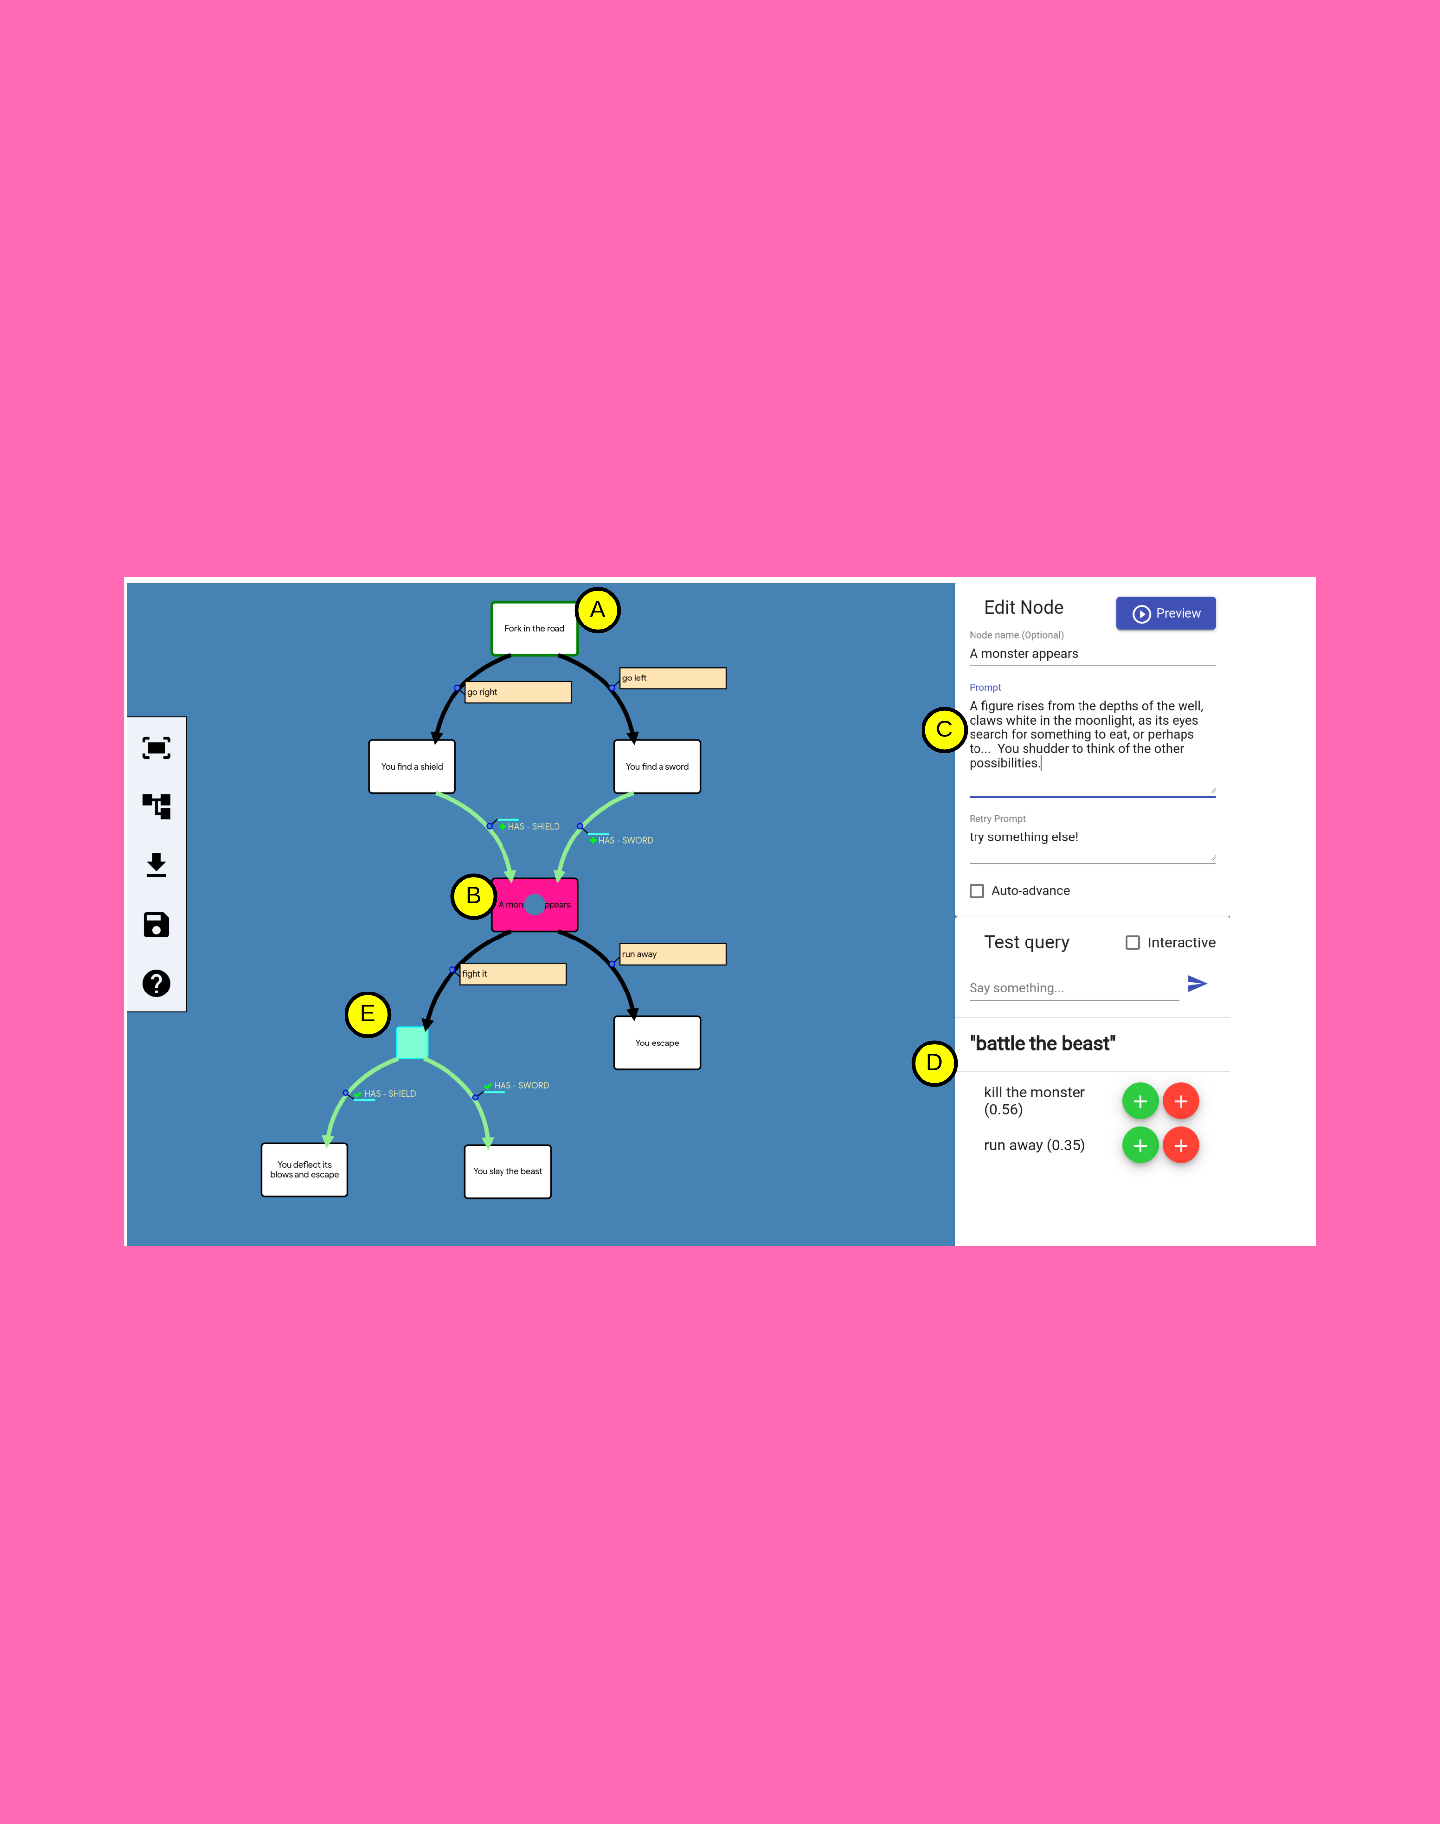 Fork in the road
A
go right
go left
You find a shield
You find a sword
+ HAS - SHIELD
+ HAS - SWORD
B
A mon ppears
fight it
run away
E
You escape
HAS - SHIELD
HAS - SWORD
You deflect its
blows and escape
You slay the beast
Edit Node
Preview
Node name (Optional)
A monster appears
Prompt
C
A figure rises from the depths of the well,
claws white in the moonlight, as its eyes
search for something to eat, or perhaps
to... You shudder to think of the other
possibilities.
Retry Prompt
try something else!
Auto-advance
Test query
Interactive
Say something...
"battle the beast"
D
kill the monster
(0.56)
run away (0.35)